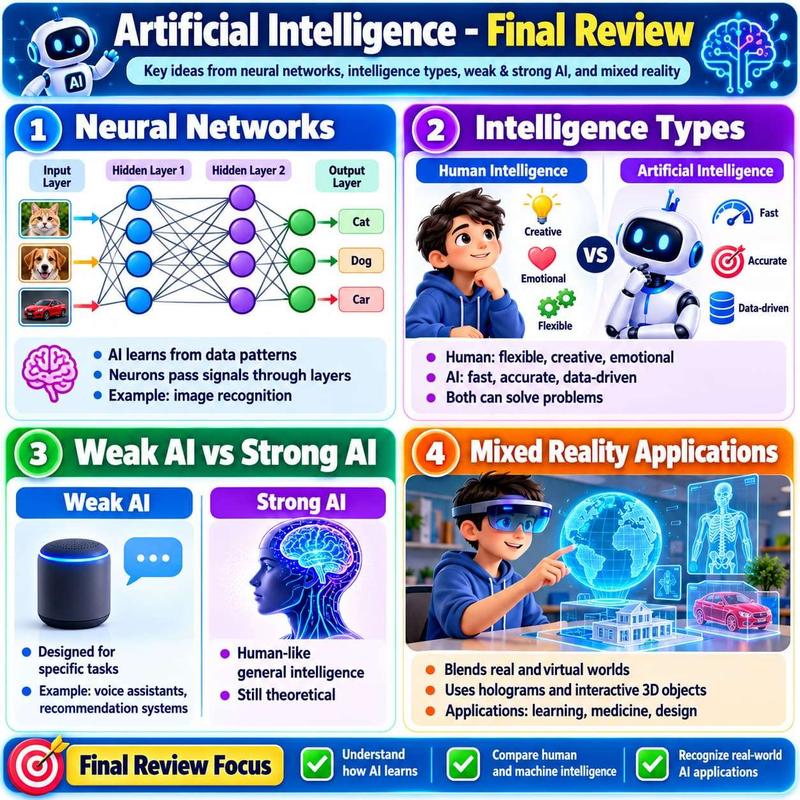 Artificial Intelligence - Final Review
AI
Key ideas from neural networks, intelligence types, weak & strong AI, and mixed reality
1 Neural Networks
Input
Layer
Hidden Layer 1
Hidden Layer 2
Output
Layer
Cat
Dog
Car
AI learns from data patterns
Neurons pass signals through layers
Example: image recognition
2 Intelligence Types
Human Intelligence
Artificial Intelligence
Creative
Emotional
Flexible
VS
Fast
Accurate
Data-driven
Human: flexible, creative, emotional
AI: fast, accurate, data-driven
Both can solve problems
3 Weak AI vs Strong AI
Weak AI
Designed for
specific tasks
Example: voice assistants,
recommendation systems
Strong AI
Human-like
general intelligence
Still theoretical
4 Mixed Reality Applications
Blends real and virtual worlds
Uses holograms and interactive 3D objects
Applications: learning, medicine, design
Final Review Focus
Understand
how AI learns
Compare human
and machine intelligence
Recognize real-world
AI applications